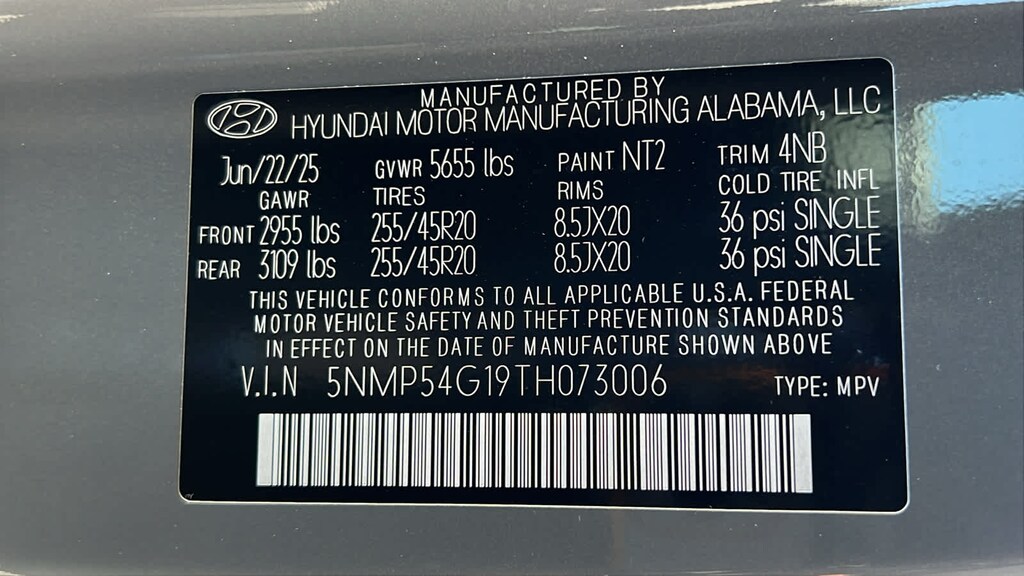 MANUFACTURED BY
HYUNDAI MOTOR MANUFACTURING ALABAMA, LLC
Jun/22/25 GVWR 5655 lbs PAINT NT2 TRIM 4NB
GAWR TIRES RIMS COLD TIRE INFL
FRONT 2955 lbs 255/45R20 8.5JX20 36 psi SINGLE
REAR 3109 lbs 255/45R20 8.5JX20 36 psi SINGLE
THIS VEHICLE CONFORMS TO ALL APPLICABLE U.S.A. FEDERAL
MOTOR VEHICLE SAFETY AND THEFT PREVENTION STANDARDS
IN EFFECT ON THE DATE OF MANUFACTURE SHOWN ABOVE
V.I.N 5NMP54G19TH073006 TYPE: MPV